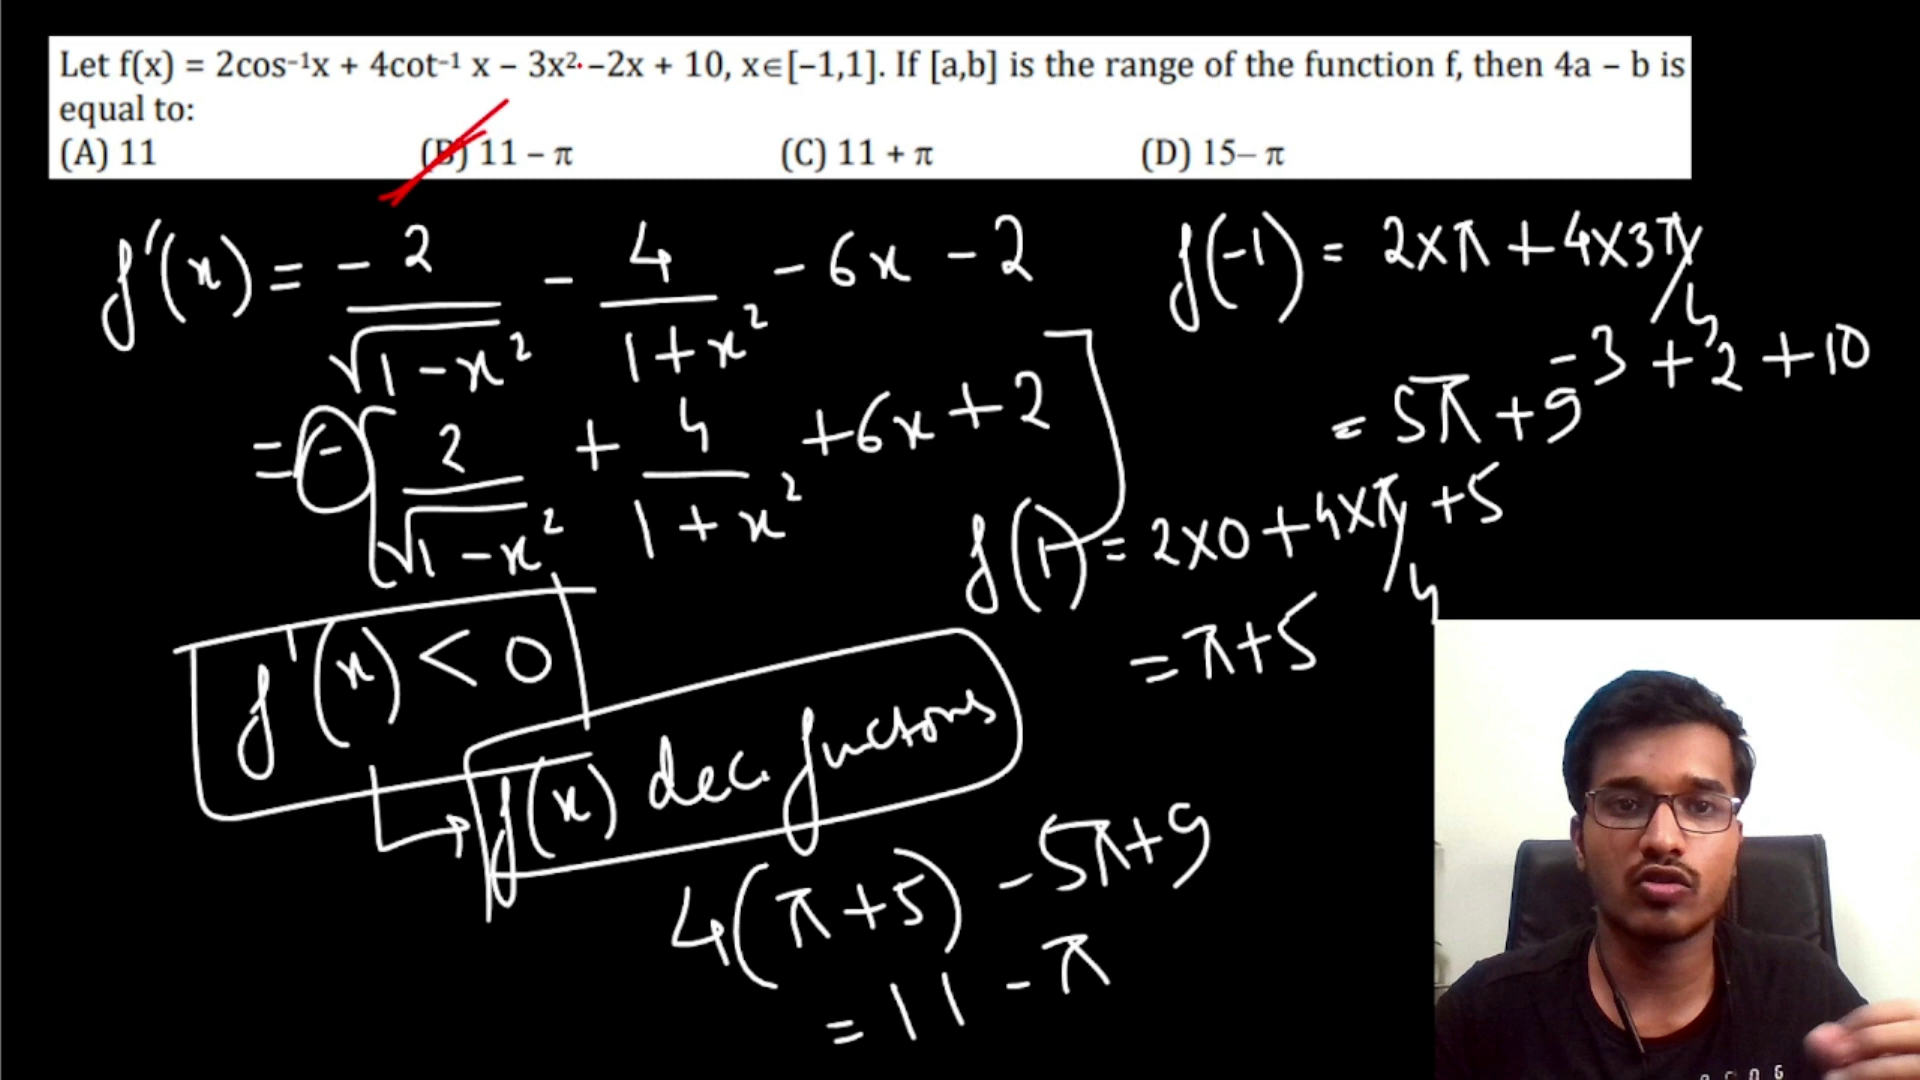 Let f(x) = 2cos⁻¹x + 4cot⁻¹ x – 3x² –2x + 10, x∈[–1,1]. If [a,b] is the range of the function f, then 4a – b is
equal to:
(A) 11 (B) 11 – π (C) 11 + π (D) 15– π
f'(x) = - 2/√(1-x²) - 4/(1+x²) - 6x - 2
= -[2/√(1-x²) + 4/(1+x²) + 6x + 2]
f'(x) < 0
f(x) dec. fuctions
f(-1) = 2×π + 4×3π/4
-3 + 2 + 10
= 5π + 9
f(1) = 2×0 + 4×π/4 + 5
= π+5
4(π+5) - 5π+9
= 11 - π